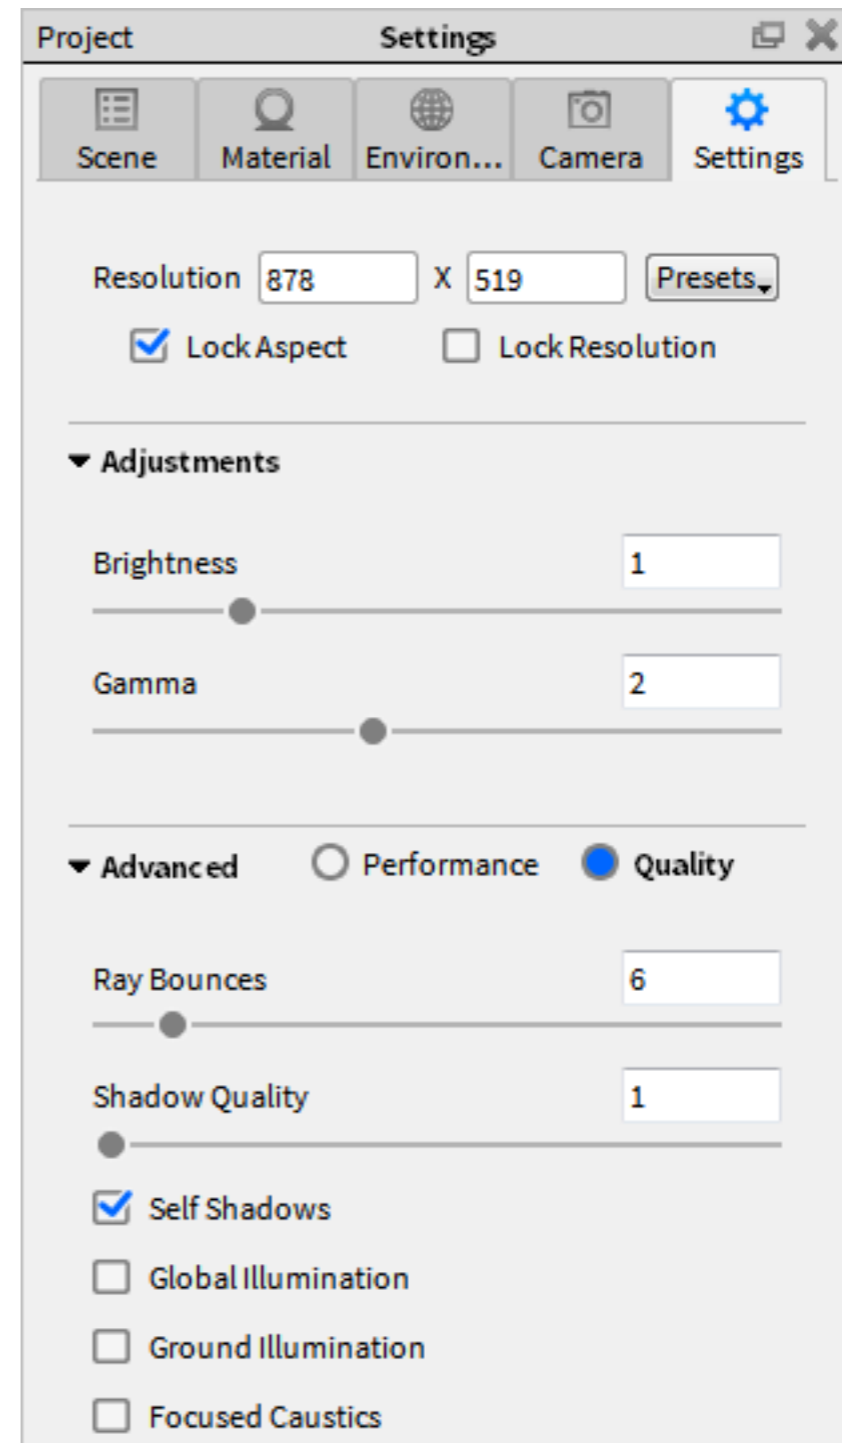 Project Settings
Scene Material Environ... Camera Settings
Resolution 878 X 519 Presets
Lock Aspect Lock Resolution
Adjustments
Brightness 1
Gamma 2
Advanced Performance Quality
Ray Bounces 6
Shadow Quality 1
Self Shadows
Global Illumination
Ground Illumination
Focused Caustics